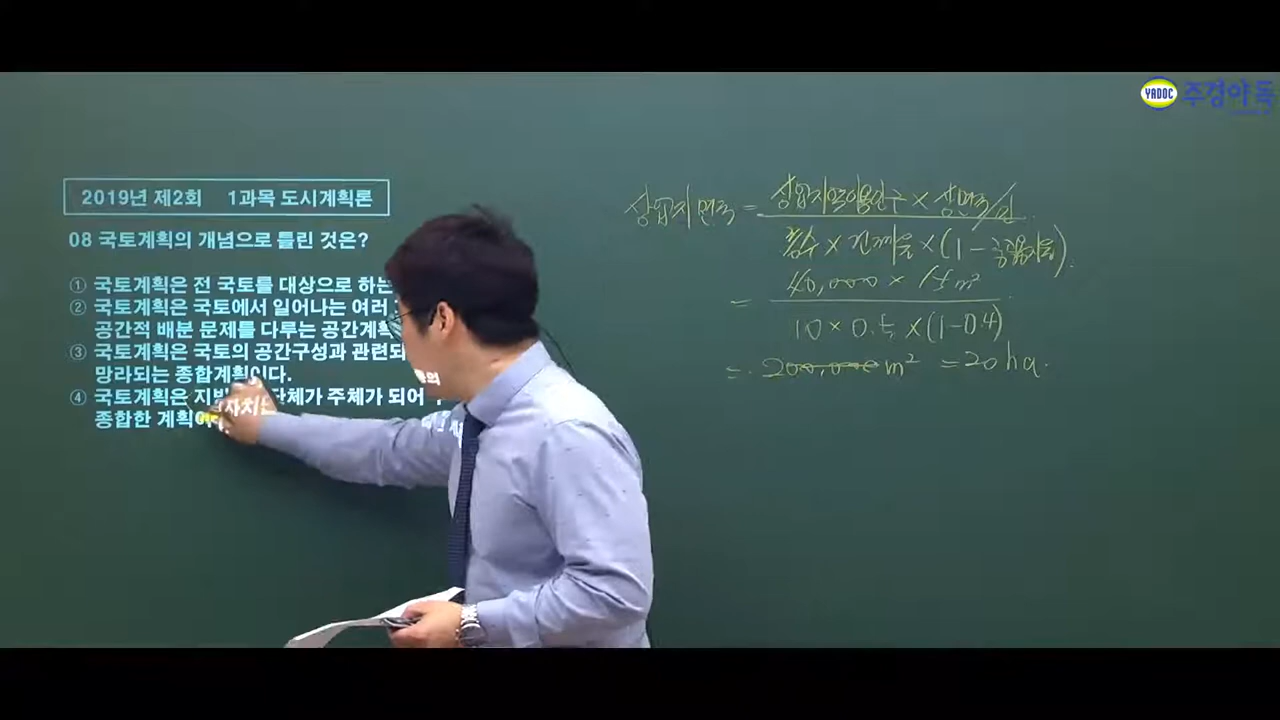 YADOC 주경야독
2019년 제2회 1과목 도시계획론
08 국토계획의 개념으로 틀린 것은?
① 국토계획은 전 국토를 대상으로 하는
② 국토계획은 국토에서 일어나는 여러
공간적 배분 문제를 다루는 공간계획
③ 국토계획은 국토의 공간구성과 관련되
망라되는 종합계획이다.
④ 국토계획은 지방 단체가 주체가 되어
종합한 계획이다.
상업지면적 = 상업지역이용인구 × 상면적/인
층수 × 건폐율 × (1 - 공공용지율).
= 40,000 × 15 m²
10 × 0.5 × (1-0.4)
= 200,000 m² = 20 ha.